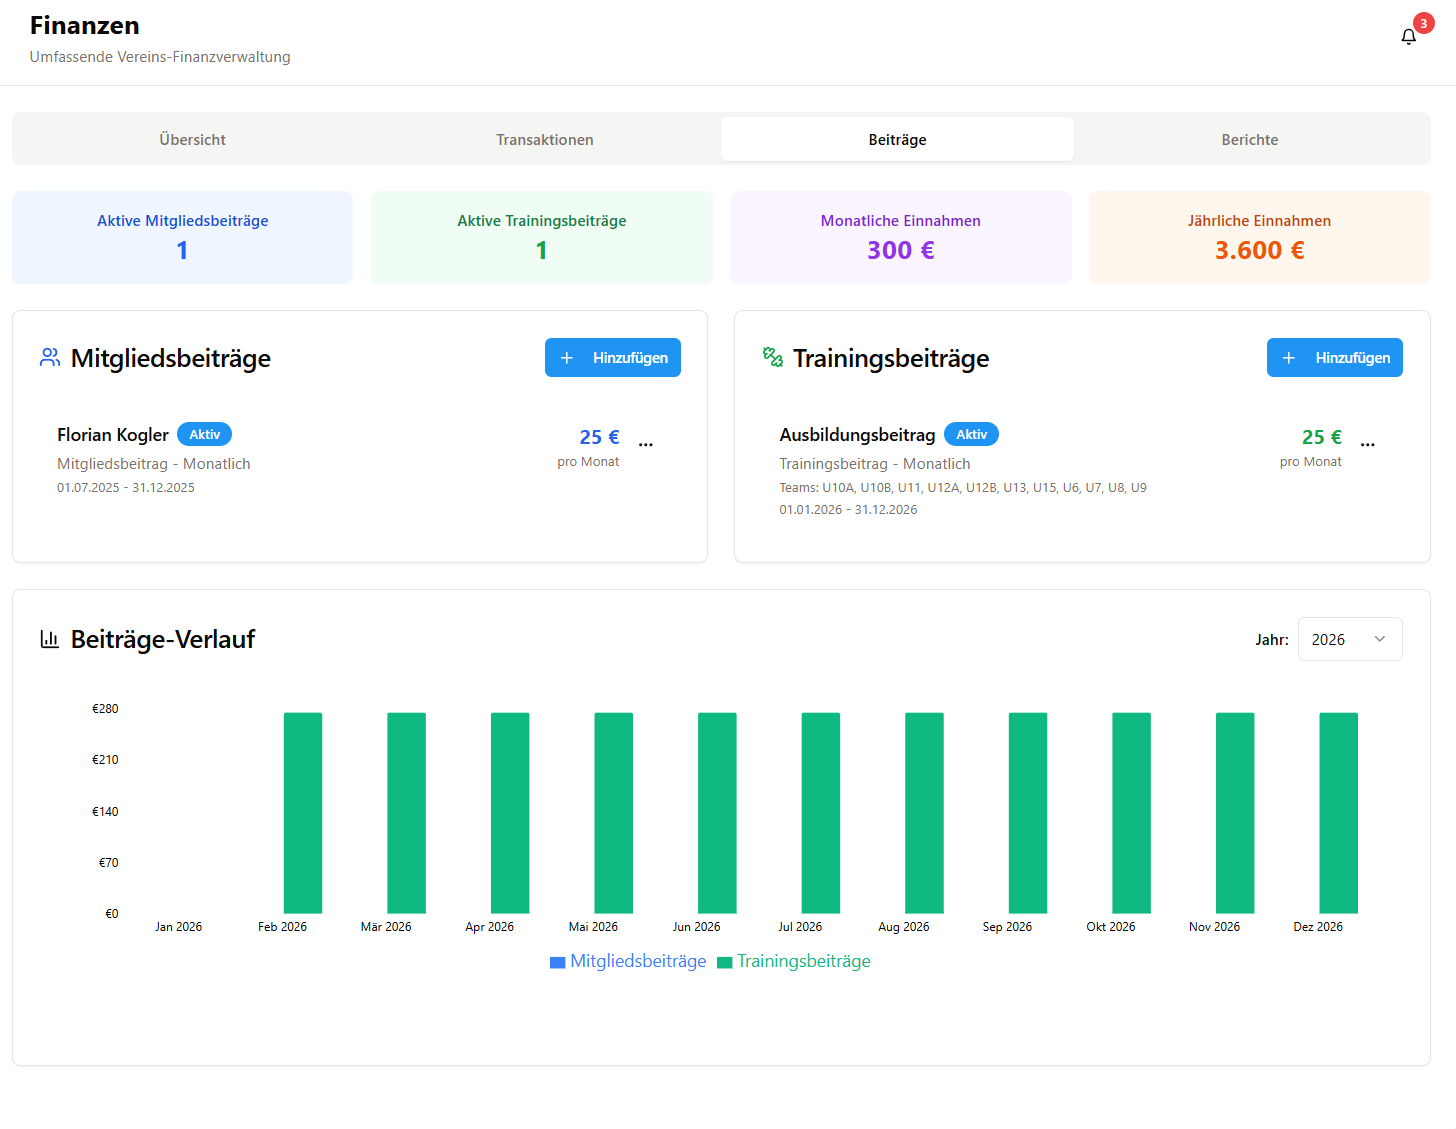 Finanzen
Umfassende Vereins-Finanzverwaltung
3
Übersicht
Transaktionen
Beiträge
Berichte
Aktive Mitgliedsbeiträge
1
Aktive Trainingsbeiträge
1
Monatliche Einnahmen
300 €
Jährliche Einnahmen
3.600 €
Mitgliedsbeiträge
Hinzufügen
Florian Kogler Aktiv
25 €
Mitgliedsbeitrag - Monatlich
pro Monat
01.07.2025 - 31.12.2025
Trainingsbeiträge
Hinzufügen
Ausbildungsbeitrag Aktiv
25 €
Trainingsbeitrag - Monatlich
pro Monat
Teams: U10A, U10B, U11, U12A, U12B, U13, U15, U6, U7, U8, U9
01.01.2026 - 31.12.2026
Beiträge-Verlauf
Jahr: 2026
€280
€210
€140
€70
€0
Jan 2026 Feb 2026 Mär 2026 Apr 2026 Mai 2026 Jun 2026 Jul 2026 Aug 2026 Sep 2026 Okt 2026 Nov 2026 Dez 2026
Mitgliedsbeiträge Trainingsbeiträge